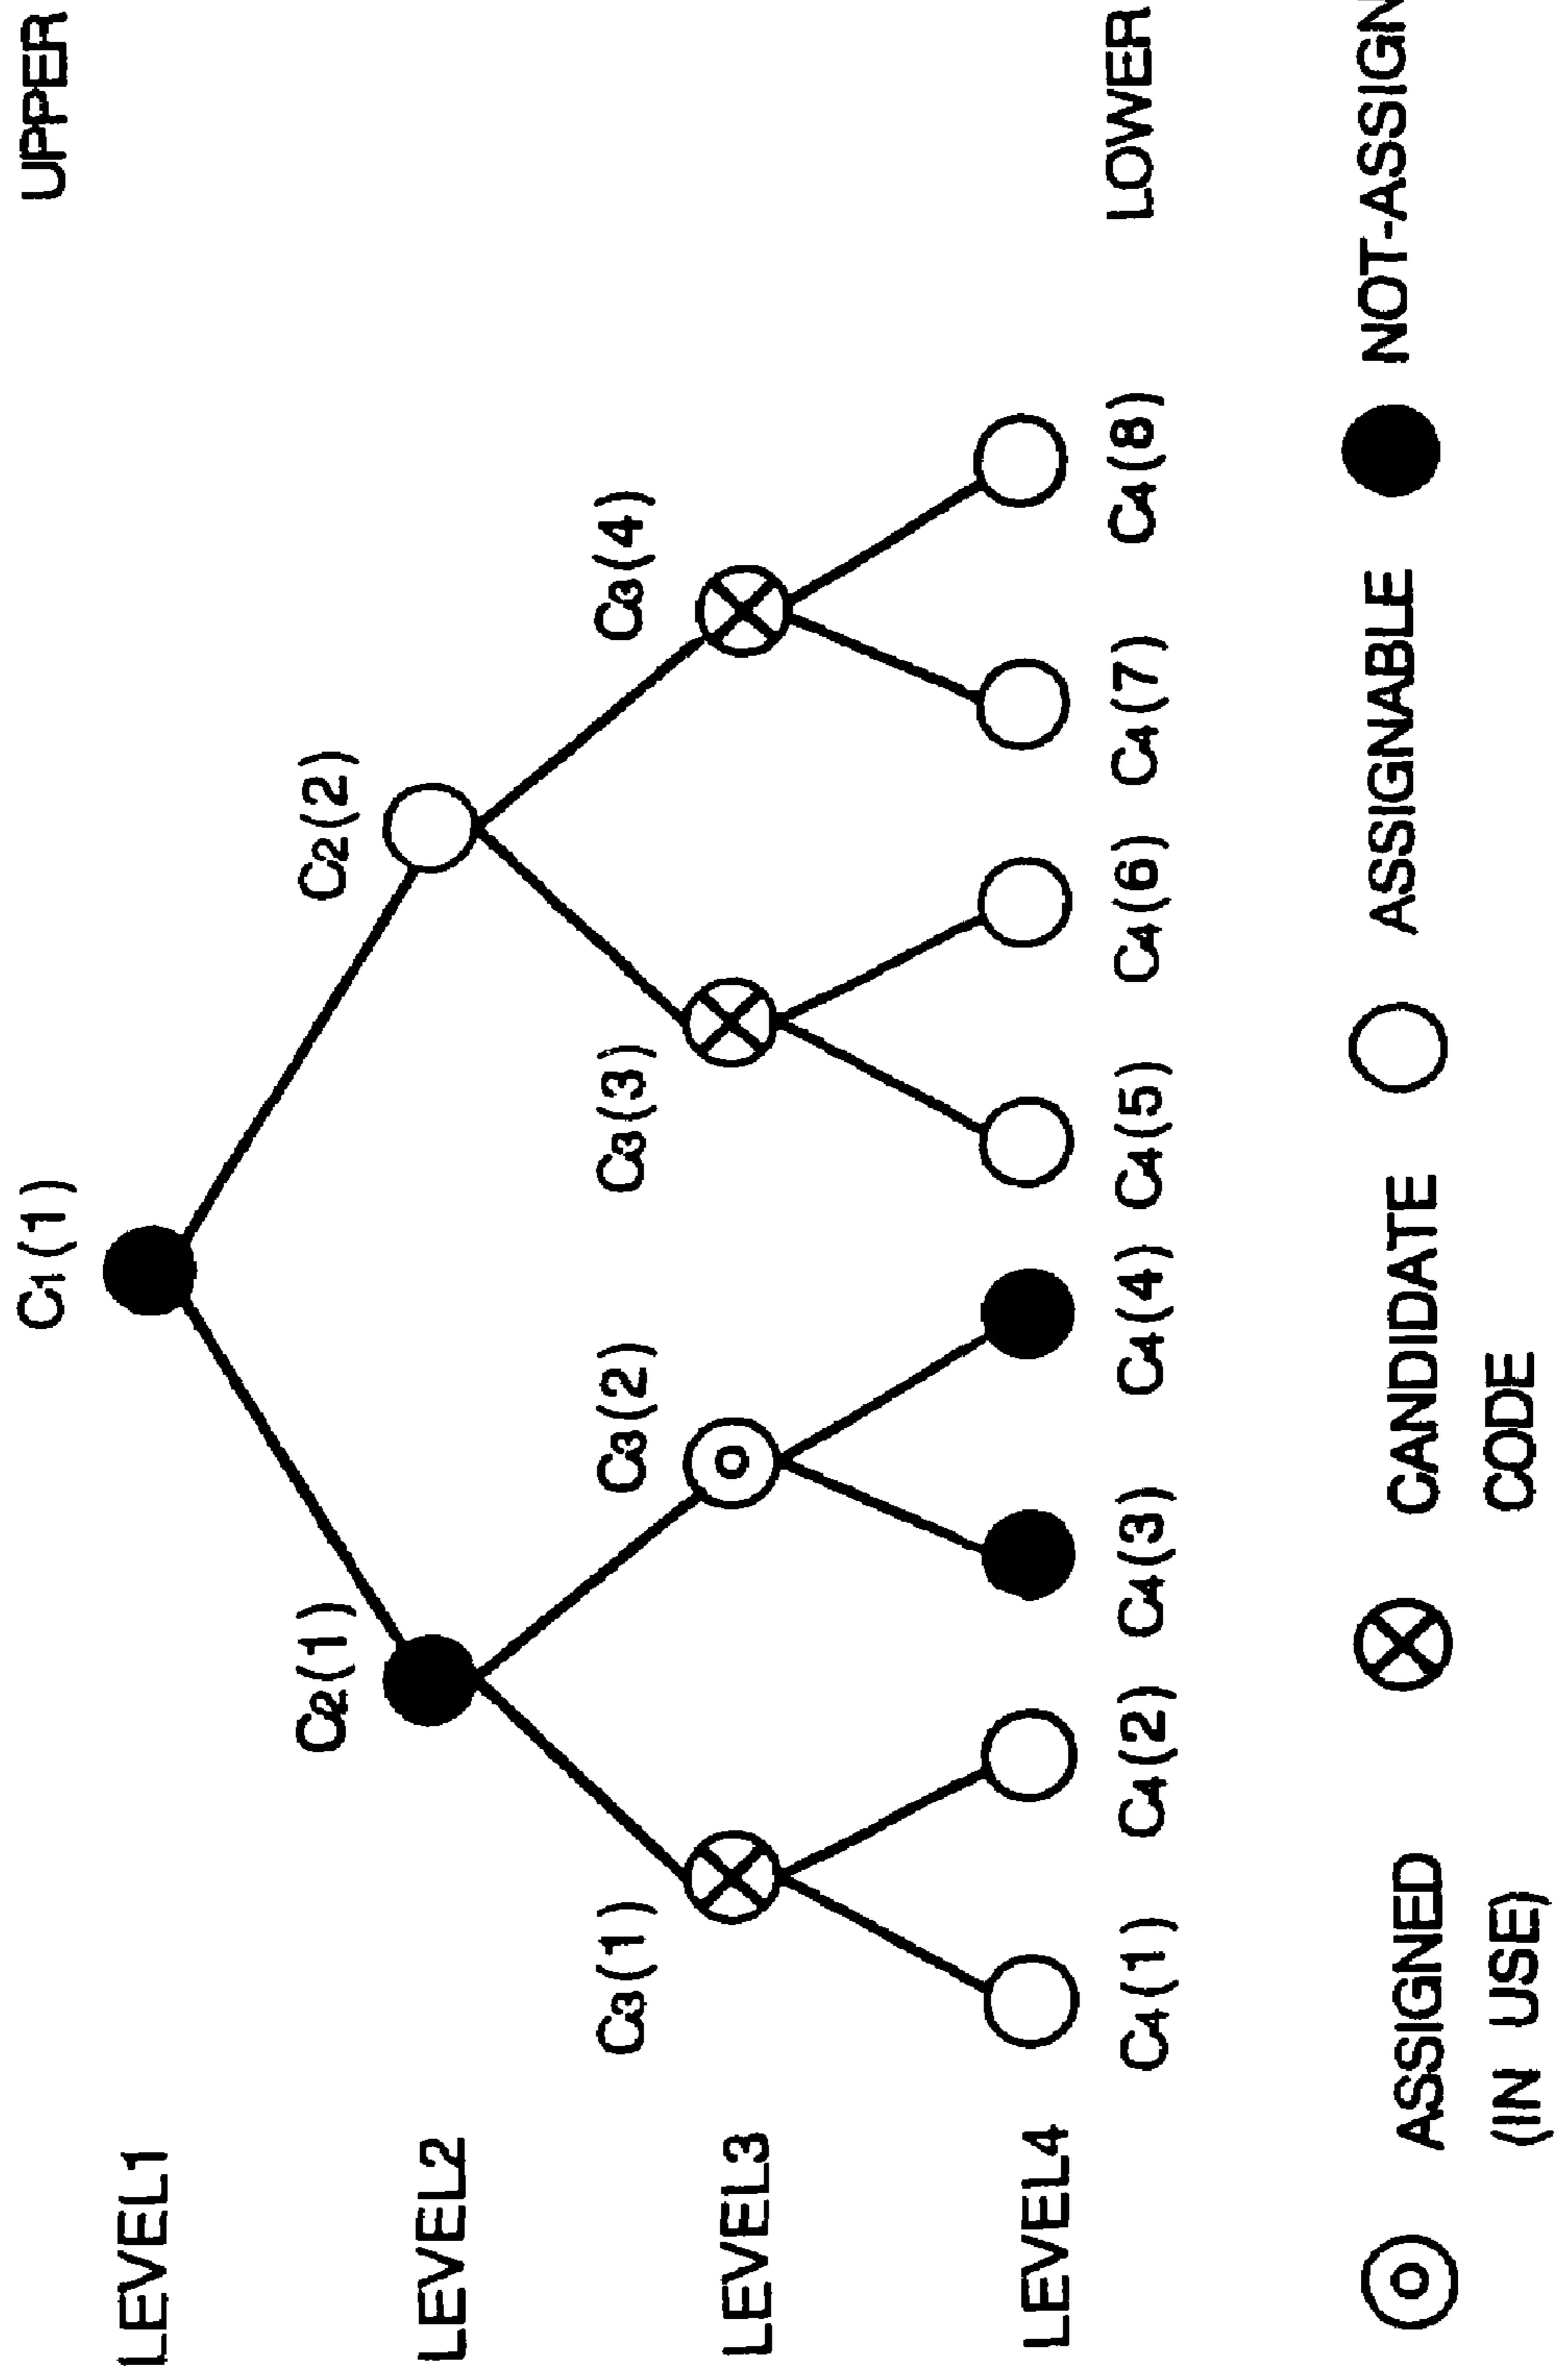 UPPER
C1(1)
LEVEL1
C2(1)
C2(2)
LEVEL2
C3(1)
C3(2)
C3(3)
C3(4)
LEVEL3
LEVEL4
C4(1)
C4(2)
C4(3)
C4(4)
C4(5)
C4(6)
C4(7)
C4(8)
LOWER
ASSIGNED
(IN USE)
CANDIDATE
CODE
ASSIGNABLE
NOT-ASSIGN